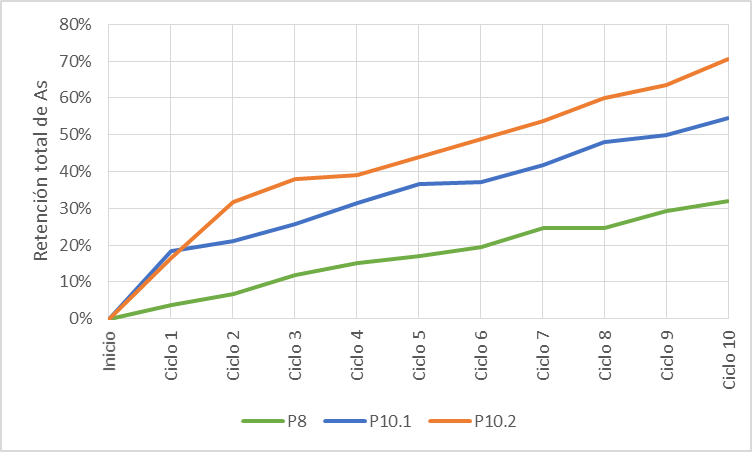 80%
70%
60%
50%
40%
30%
20%
10%
0%
Retención total de As
Inicio
Ciclo 1
Ciclo 2
Ciclo 3
Ciclo 4
Ciclo 5
Ciclo 6
Ciclo 7
Ciclo 8
Ciclo 9
Ciclo 10
P8 P10.1 P10.2